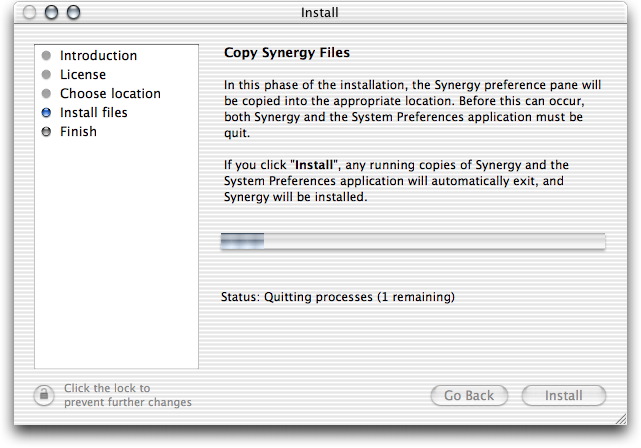 Install
Introduction
License
Choose location
Install files
Finish
Copy Synergy Files
In this phase of the installation, the Synergy preference pane will
be copied into the appropriate location. Before this can occur,
both Synergy and the System Preferences application must be
quit.
If you click "Install", any running copies of Synergy and the
System Preferences application will automatically exit, and
Synergy will be installed.
Status: Quitting processes (1 remaining)
Click the lock to
prevent further changes
Go Back
Install